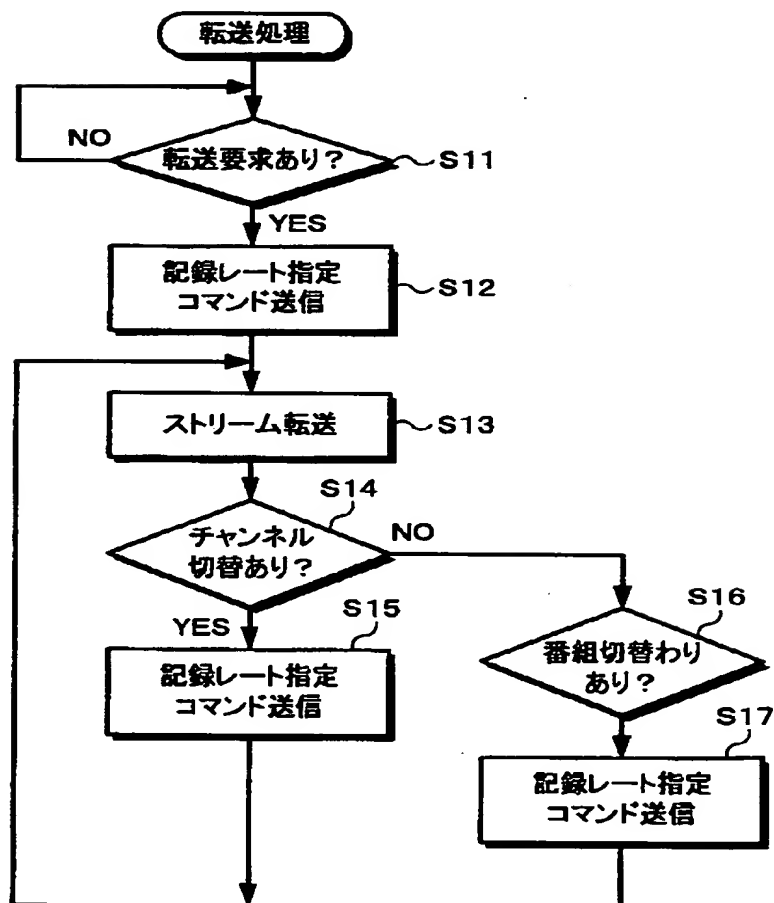 転送処理
NO
転送要求あり？
S11
YES
記録レート指定
コマンド送信
S12
ストリーム転送
S13
S14
チャンネル
切替あり？
NO
YES
S15
記録レート指定
コマンド送信
S16
番組切替わり
あり？
S17
記録レート指定
コマンド送信